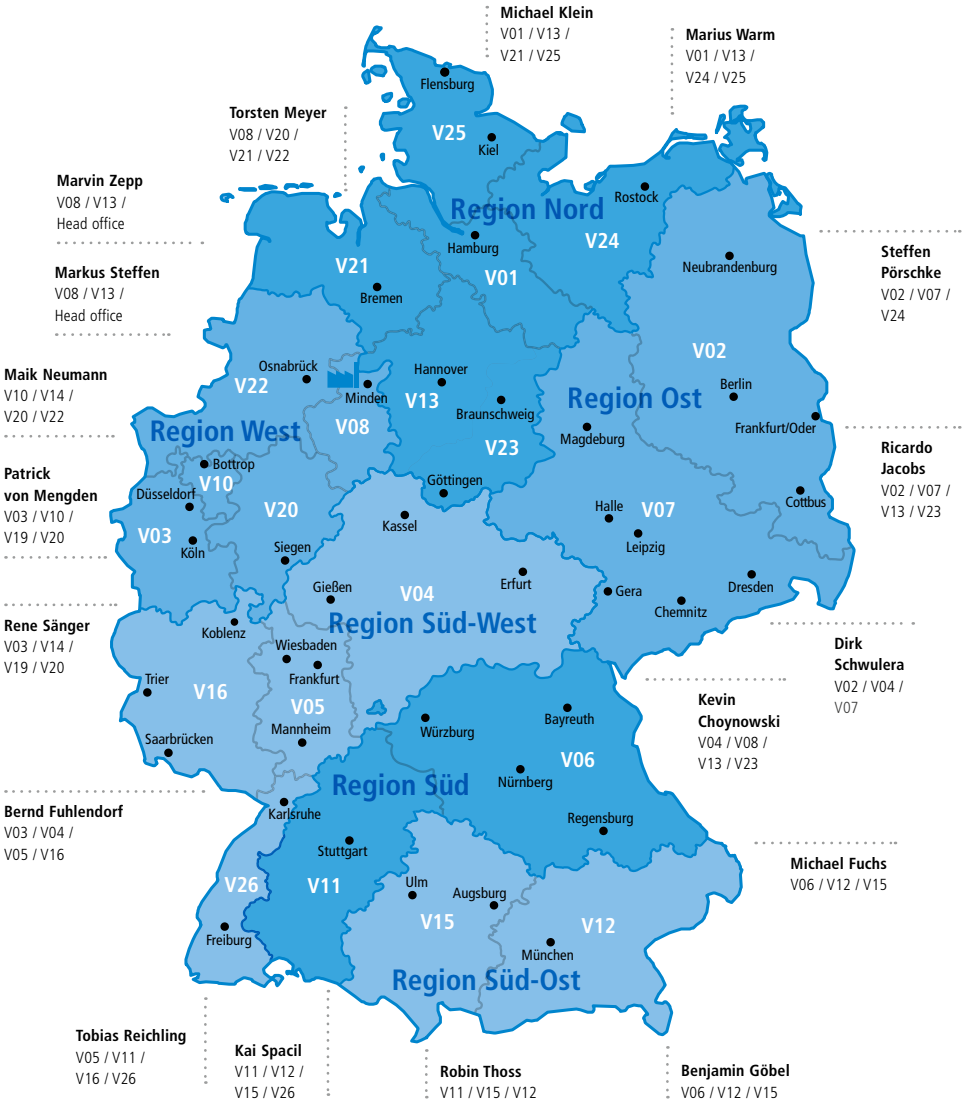 Michael Klein
V01 / V13 /
V21 / V25
Marius Warm
V01 / V13 /
V24 / V25
Torsten Meyer
V08 / V20 /
V21 / V22
Marvin Zepp
V08 / V13 /
Head office
Markus Steffen
V08 / V13 /
Head office
Maik Neumann
V10 / V14 /
V20 / V22
Patrick
von Mengden
V03 / V10 /
V19 / V20
Rene Sänger
V03 / V14 /
V19 / V20
Bernd Fuhlendorf
V03 / V04 /
V05 / V16
Tobias Reichling
V05 / V11 /
V16 / V26
Kai Spacil
V11 / V12 /
V15 / V26
Robin Thoss
V11 / V15 / V12
Benjamin Göbel
V06 / V12 / V15
Michael Fuchs
V06 / V12 / V15
Kevin
Choynowski
V04 / V08 /
V13 / V23
Dirk
Schwulera
V02 / V04 /
V07
Ricardo
Jacobs
V02 / V07 /
V13 / V23
Steffen
Pörschke
V02 / V07 /
V24
Flensburg
V25
Kiel
Region Nord
Rostock
Hamburg
V24
V01
V21
Bremen
Neubrandenburg
V02
Osnabrück
V22
Minden
Hannover
V13
Braunschweig
V08
V23
Göttingen
Region Ost
Magdeburg
Berlin
Frankfurt/Oder
Cottbus
Region West
Bottrop
V10
Düsseldorf
V03
Köln
V20
Siegen
Kassel
Halle
V07
Leipzig
Gera
Chemnitz
Dresden
Gießen
V04
Erfurt
Region Süd-West
Koblenz
Wiesbaden
Frankfurt
Trier
V16
V05
Mannheim
Saarbrücken
Würzburg
Bayreuth
V06
Nürnberg
Regensburg
Region Süd
Karlsruhe
Stuttgart
V11
V26
Freiburg
Ulm
Augsburg
V15
V12
München
Region Süd-Ost